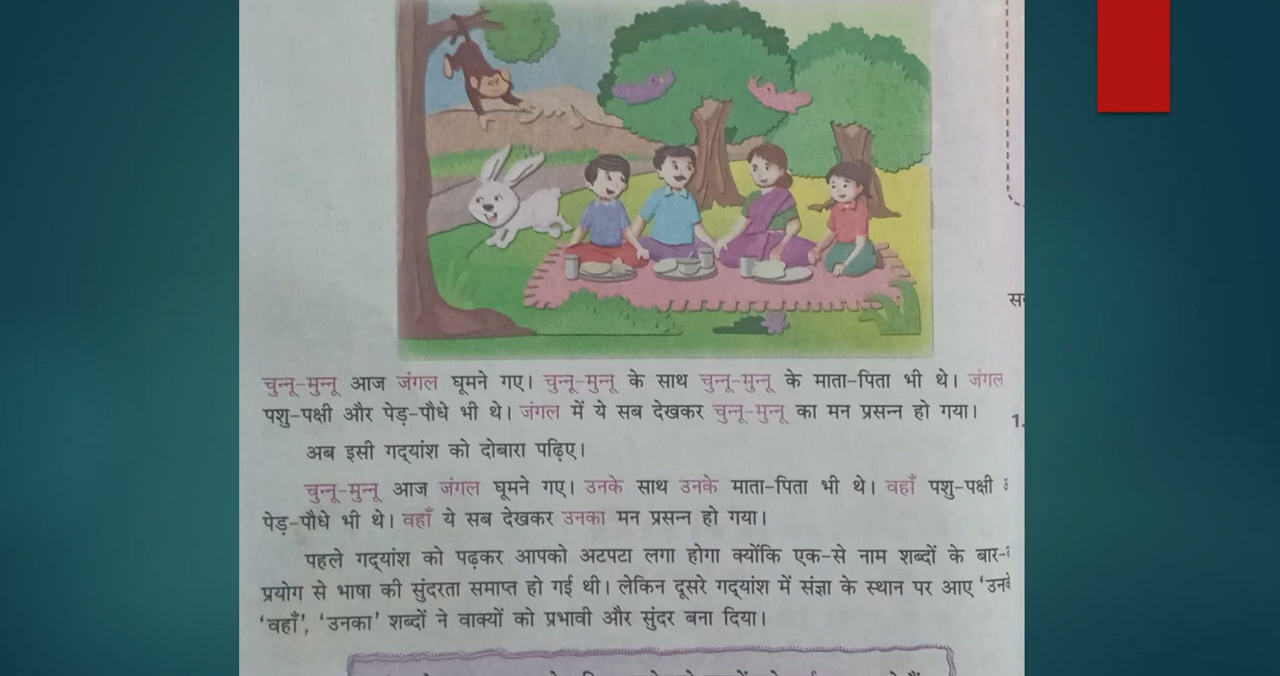 चुन्नू-मुन्नू आज जंगल घूमने गए। चुन्नू-मुन्नू के साथ चुन्नू-मुन्नू के माता-पिता भी थे। जंगल
पशु-पक्षी और पेड़-पौधे भी थे। जंगल में ये सब देखकर चुन्नू-मुन्नू का मन प्रसन्न हो गया।
अब इसी गद्यांश को दोबारा पढ़िए।
चुन्नू-मुन्नू आज जंगल घूमने गए। उनके साथ उनके माता-पिता भी थे। वहाँ पशु-पक्षी
पेड़-पौधे भी थे। वहाँ ये सब देखकर उनका मन प्रसन्न हो गया।
पहले गद्यांश को पढ़कर आपको अटपटा लगा होगा क्योंकि एक-से नाम शब्दों के बार-
प्रयोग से भाषा की सुंदरता समाप्त हो गई थी। लेकिन दूसरे गद्यांश में संज्ञा के स्थान पर आए
'वहाँ', 'उनका' शब्दों ने वाक्यों को प्रभावी और सुंदर बना दिया।
1.